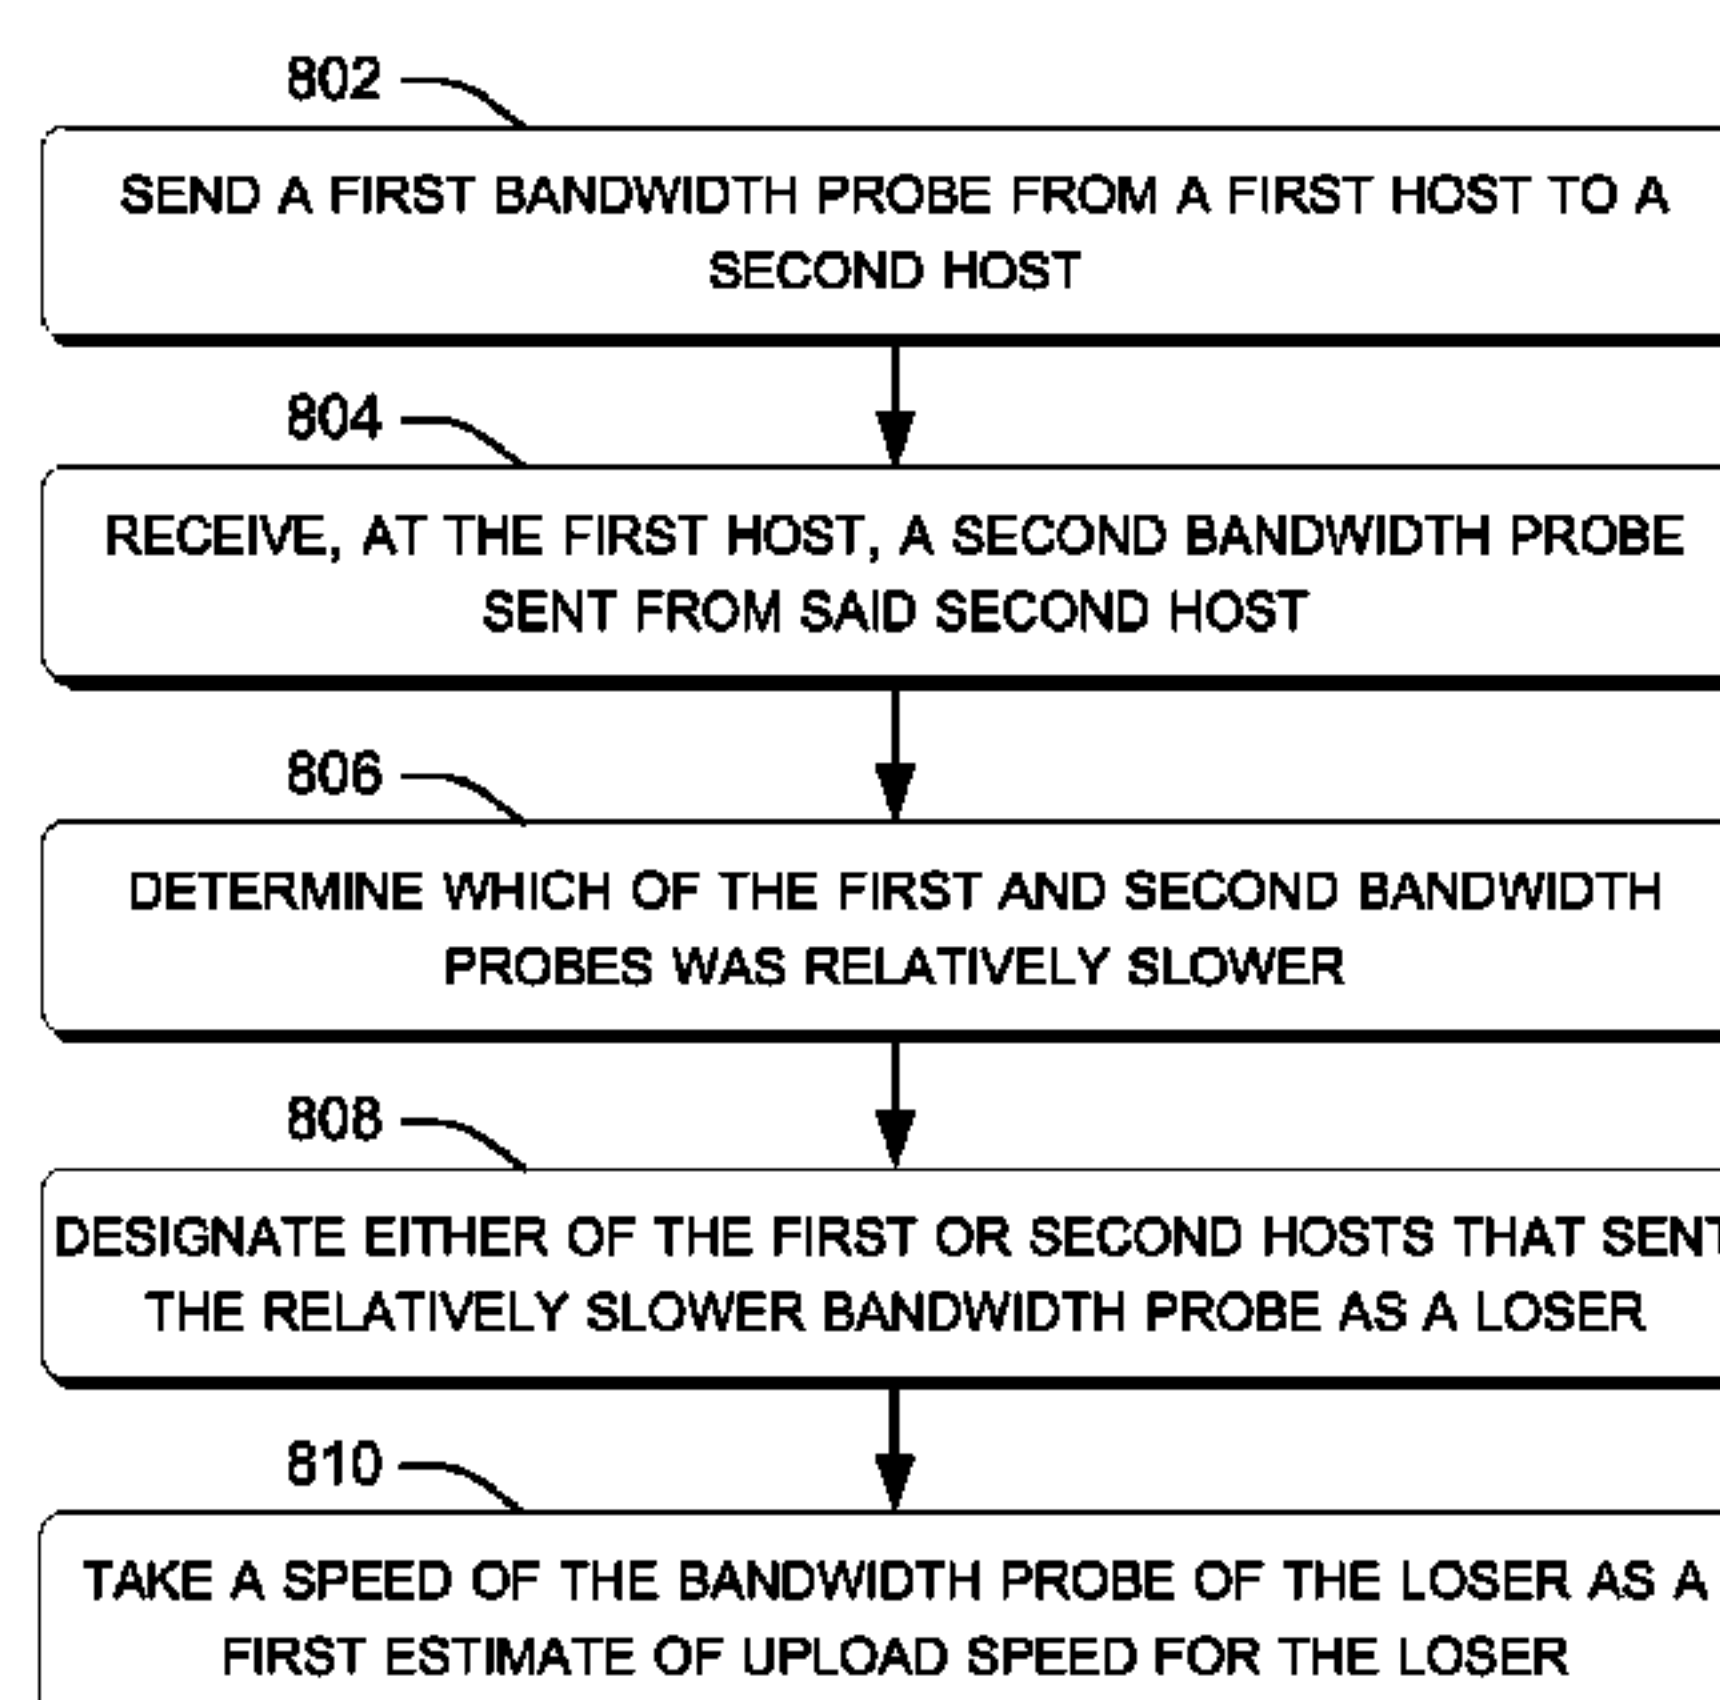 802
SEND A FIRST BANDWIDTH PROBE FROM A FIRST HOST TO A
SECOND HOST
804
RECEIVE, AT THE FIRST HOST, A SECOND BANDWIDTH PROBE
SENT FROM SAID SECOND HOST
806
DETERMINE WHICH OF THE FIRST AND SECOND BANDWIDTH
PROBES WAS RELATIVELY SLOWER
808
DESIGNATE EITHER OF THE FIRST OR SECOND HOSTS THAT SENT
THE RELATIVELY SLOWER BANDWIDTH PROBE AS A LOSER
810
TAKE A SPEED OF THE BANDWIDTH PROBE OF THE LOSER AS A
FIRST ESTIMATE OF UPLOAD SPEED FOR THE LOSER